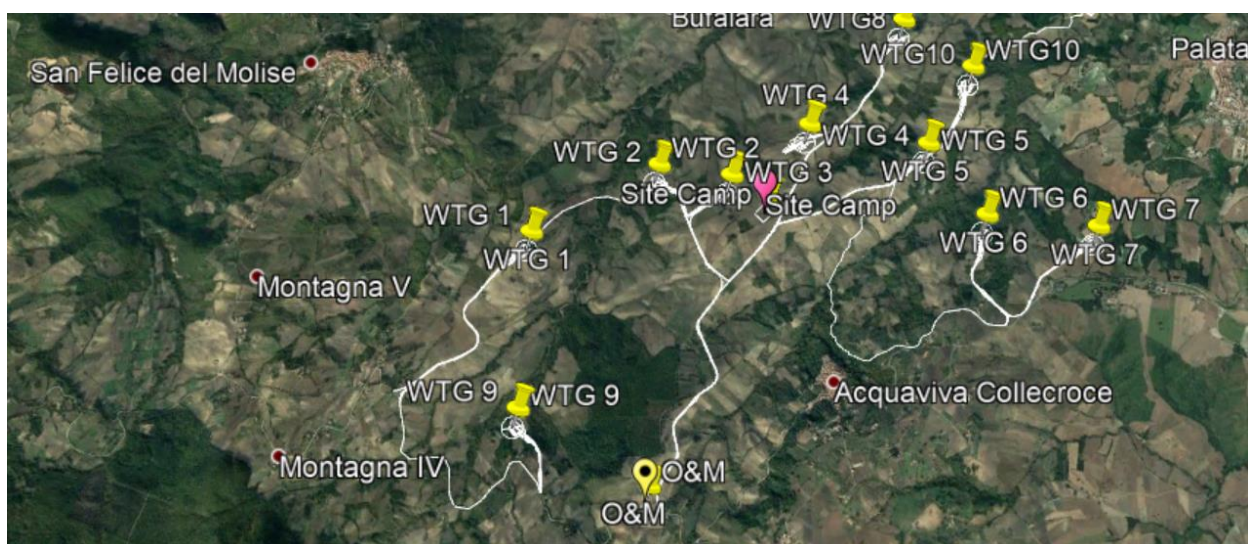 Bufalara
WTG8
WTG10
WTG10
Palata
San Felice del Molise
WTG 4
WTG 4
WTG 2
WTG 2
WTG 5
WTG 5
WTG 3
Site Camp
Site Camp
WTG 1
WTG 1
WTG 6
WTG 6
WTG 7
WTG 7
Montagna V
WTG 9
WTG 9
Acquaviva Collecroce
Montagna IV
O&M
O&M